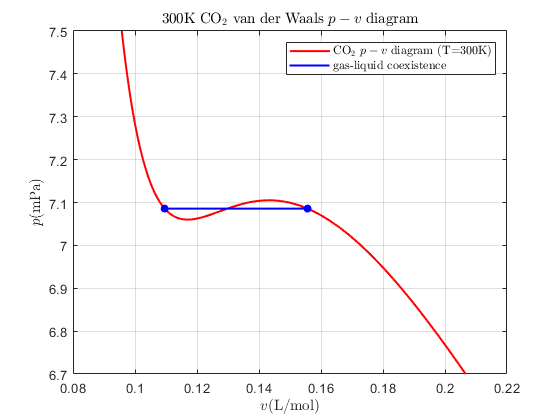 300K CO₂ van der Waals p − v diagram
CO₂ p − v diagram (T=300K)
gas-liquid coexistence
p(mPa)
7.5
7.4
7.3
7.2
7.1
7
6.9
6.8
6.7
0.08 0.1 0.12 0.14 0.16 0.18 0.2 0.22
v(L/mol)